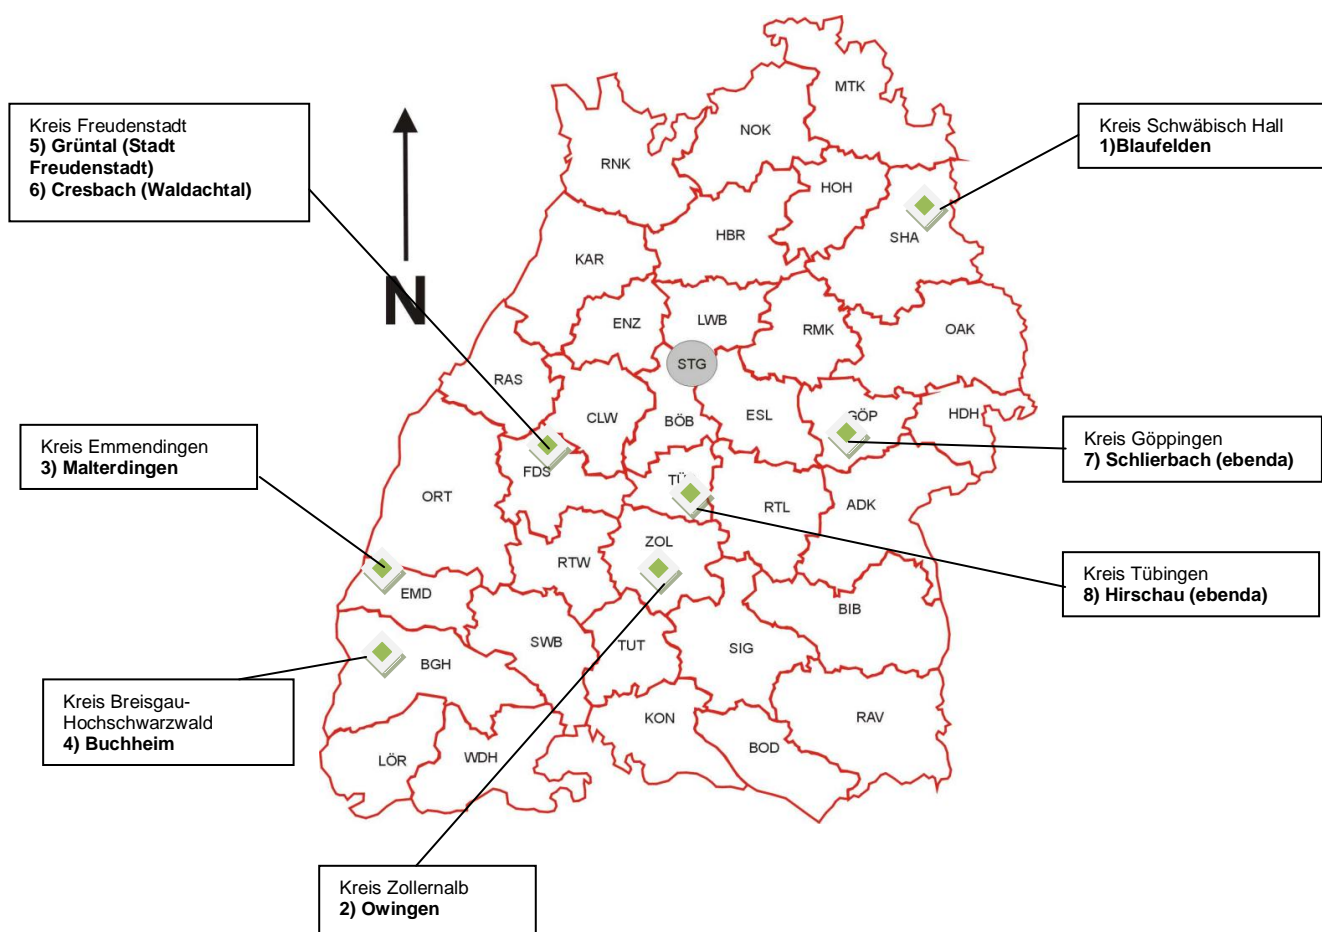 MTK
Kreis Freudenstadt
5) Grüntal (Stadt
Freudenstadt)
6) Cresbach (Waldachtal)
Kreis Schwäbisch Hall
1)Blaufelden
NOK
RNK
HOH
HBR
SHA
KAR
N
ENZ
LWB
RMK
OAK
STG
RAS
CLW
BÖB
ESL
GÖP
HDH
Kreis Emmendingen
3) Malterdingen
Kreis Göppingen
7) Schlierbach (ebenda)
FDS
TÜ
ORT
RTL
ADK
ZOL
RTW
EMD
Kreis Tübingen
8) Hirschau (ebenda)
BIB
SWB
TUT
SIG
BGH
Kreis Breisgau-
Hochschwarzwald
4) Buchheim
KON
RAV
BOD
LÖR
WDH
Kreis Zollernalb
2) Owingen